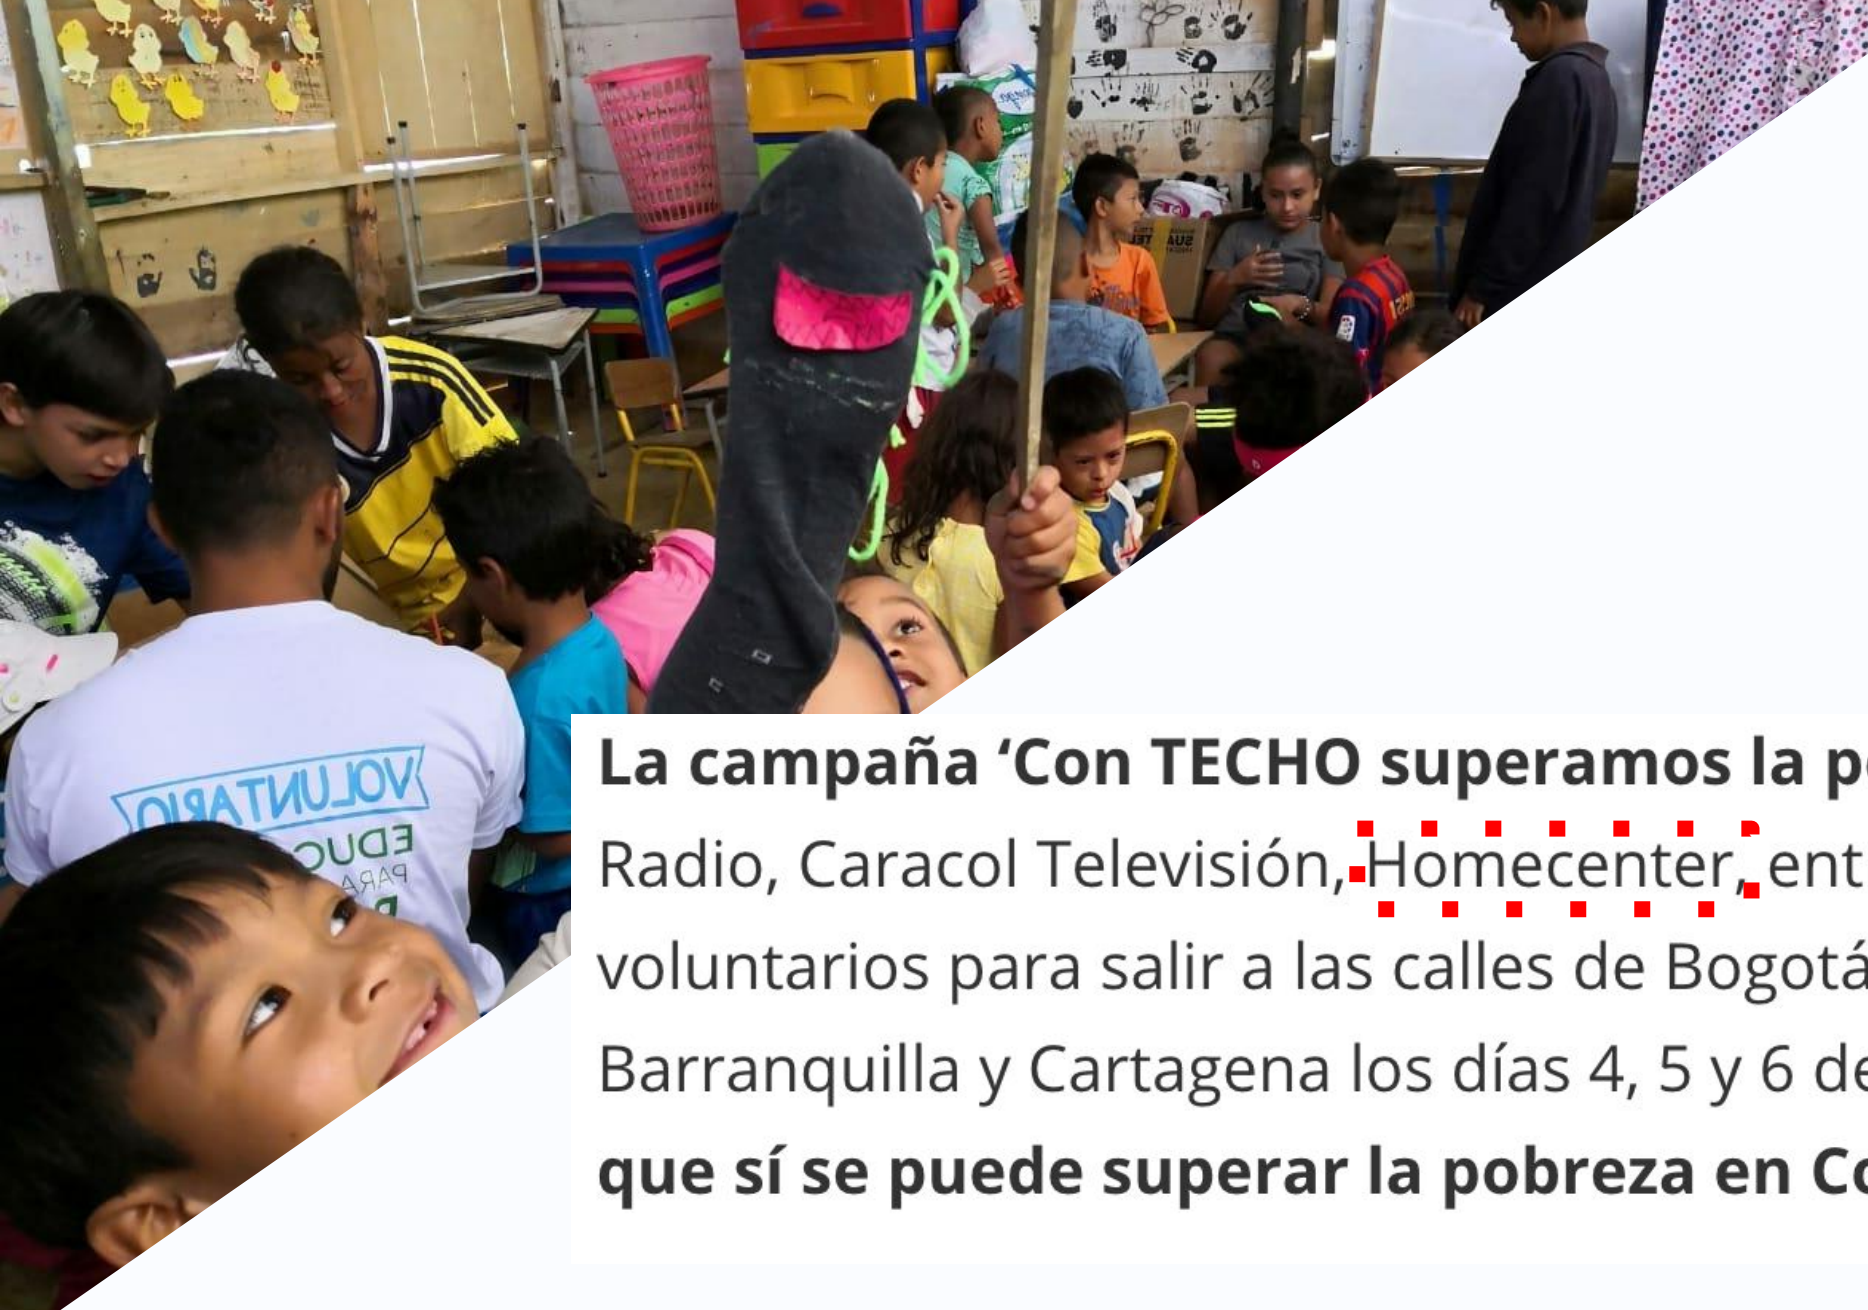 VOLUNTARIO
EDUC
PARA
La campaña ‘Con TECHO superamos la p
Radio, Caracol Televisión, Homecenter, ent
voluntarios para salir a las calles de Bogotá
Barranquilla y Cartagena los días 4, 5 y 6 de
que sí se puede superar la pobreza en Co